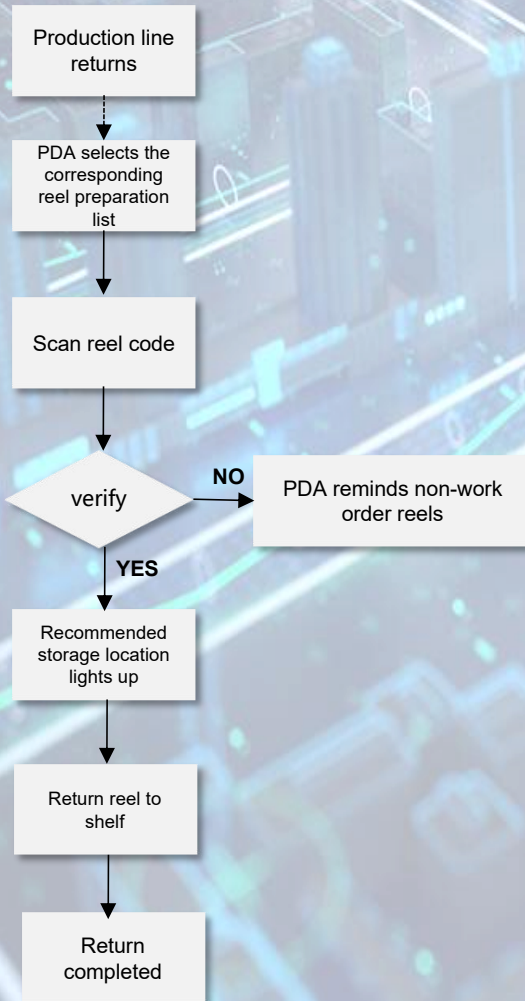 Production line
returns
PDA selects the
corresponding
reel preparation
list
Scan reel code
verify
NO
PDA reminds non-work
order reels
YES
Recommended
storage location
lights up
Return reel to
shelf
Return
completed